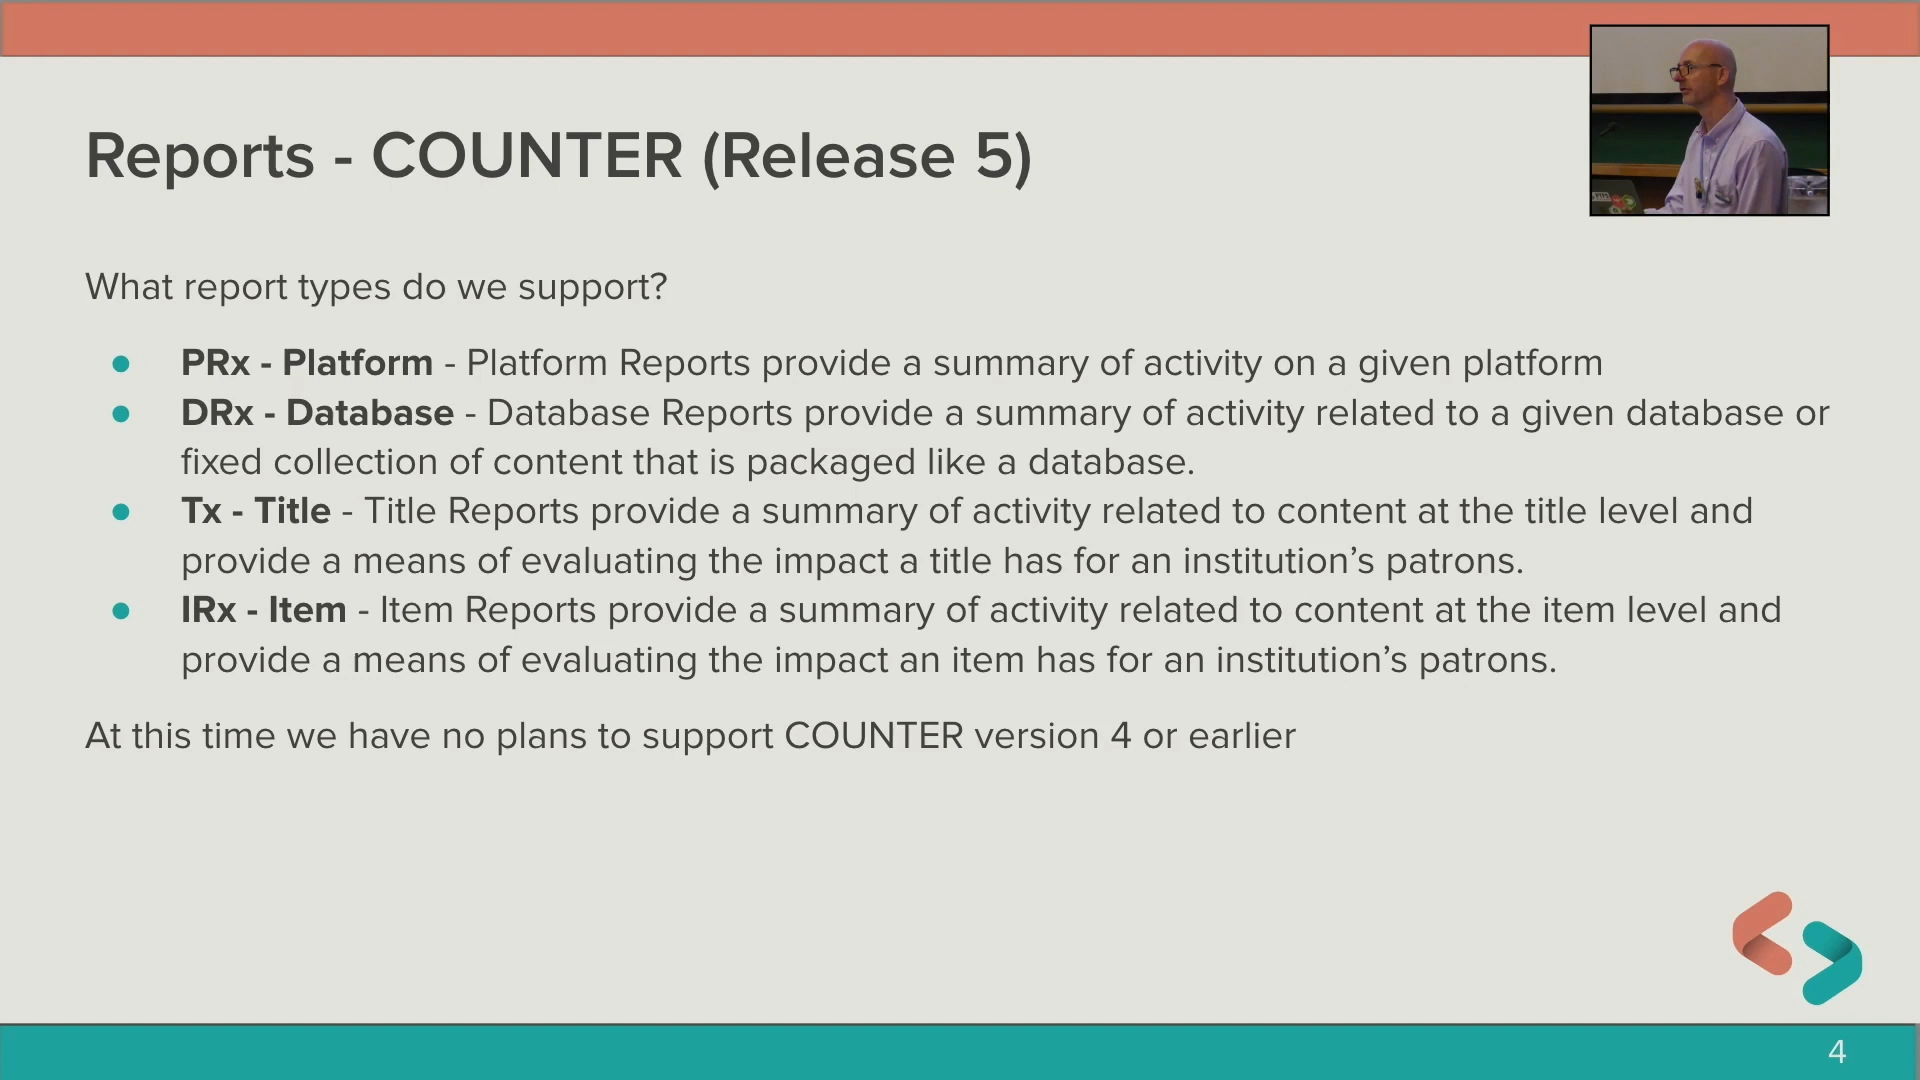 Reports - COUNTER (Release 5)
What report types do we support?
● PRx - Platform - Platform Reports provide a summary of activity on a given platform
● DRx - Database - Database Reports provide a summary of activity related to a given database or
fixed collection of content that is packaged like a database.
● Tx - Title - Title Reports provide a summary of activity related to content at the title level and
provide a means of evaluating the impact a title has for an institution’s patrons.
● IRx - Item - Item Reports provide a summary of activity related to content at the item level and
provide a means of evaluating the impact an item has for an institution’s patrons.
At this time we have no plans to support COUNTER version 4 or earlier
4